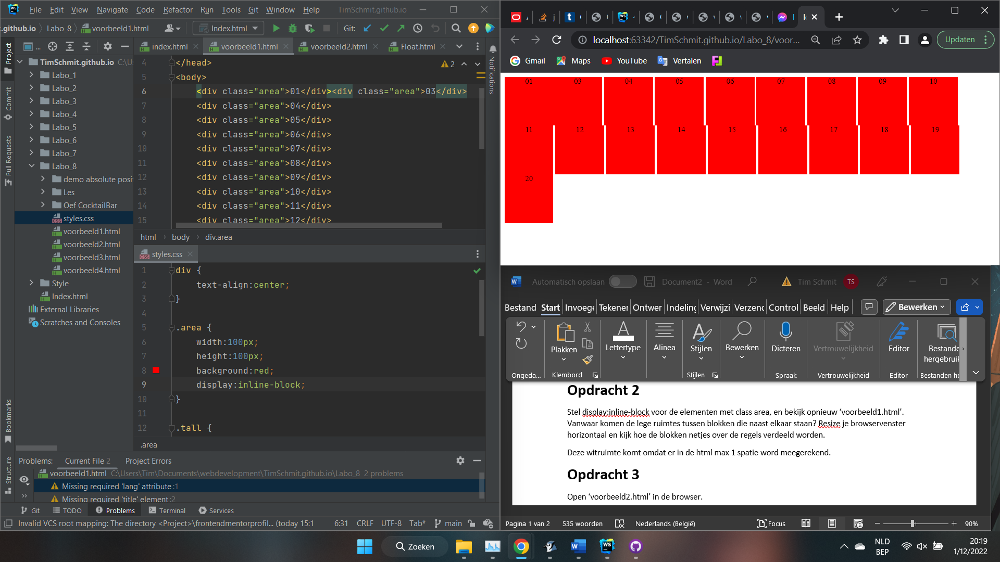 File Edit View Navigate Code Refactor Run Tools Git Window Help TimSchmit.github.io
.github.io Labo_8 voorbeeld1.html Index.html Git:
Project
index.html voorbeeld1.html voorbeeld2.html Float.html
TimSchmit.github.io C:\Us
Labo_1
Labo_2
Labo_3
Labo_4
Labo_5
Labo_6
Labo_7
Labo_8
demo absolute posit
Les
Oef CocktailBar
styles.css
voorbeeld1.html
voorbeeld2.html
voorbeeld3.html
voorbeeld4.html
Style
Index.html
External Libraries
Scratches and Consoles
Commit
Pull Requests
Bookmarks
Structure
Notifications
2
4 </head>
5 <body>
6 <div class="area">01</div><div class="area">03</div>
7 <div class="area">04</div>
8 <div class="area">05</div>
9 <div class="area">06</div>
10 <div class="area">07</div>
11 <div class="area">08</div>
12 <div class="area">09</div>
13 <div class="area">10</div>
14 <div class="area">11</div>
15 <div class="area">12</div>
html body div.area
styles.css
1 div {
2 text-align:center;
3 }
4
5 .area {
6 width:100px;
7 height:100px;
8 background:red;
9 display:inline-block;
10 }
11
12 .tall {
.area
Problems: Current File 2 Project Errors
voorbeeld1.html C:\Users\Tim\Documents\webdevelopment\TimSchmit.github.io\Labo_8 2 problems
Missing required 'lang' attribute :1
Missing required 'title' element :2
Git TODO Problems Terminal Services
Invalid VCS root mapping: The directory <Project>\frontendmentorprofil... (today 15:1 6:31 CRLF UTF-8 Tab* main
localhost:63342/TimSchmit.github.io/Labo_8/voor... Updaten
Gmail Maps YouTube Vertalen
01 03 04 05 06 07 08 09 10
11 12 13 14 15 16 17 18 19
20
Automatisch opslaan Document2 - Word Tim Schmit TS
Bestand Start Invoege Tekener Ontwer Indeling Verwijzi Verzenc Control Beeld Help Bewerken
Plakken Lettertype Alinea Stijlen Bewerken Dicteren Vertrouwelijkheid Editor Bestande
hergebruik
Ongeda... Klembord Stijlen Spraak Vertrouwelijkheid Editor Bestanden he
Opdracht 2
Stel display:inline-block voor de elementen met class area, en bekijk opnieuw ‘voorbeeld1.html’.
Vanwaar komen de lege ruimtes tussen blokken die naast elkaar staan? Resize je browservenster
horizontaal en kijk hoe de blokken netjes over de regels verdeeld worden.
Deze witruimte komt omdat er in de html max 1 spatie word meegerekend.
Opdracht 3
Open ‘voorbeeld2.html’ in de browser.
Pagina 1 van 2 535 woorden Nederlands (België) Focus 90%
Zoeken
NLD
BEP
20:19
1/12/2022